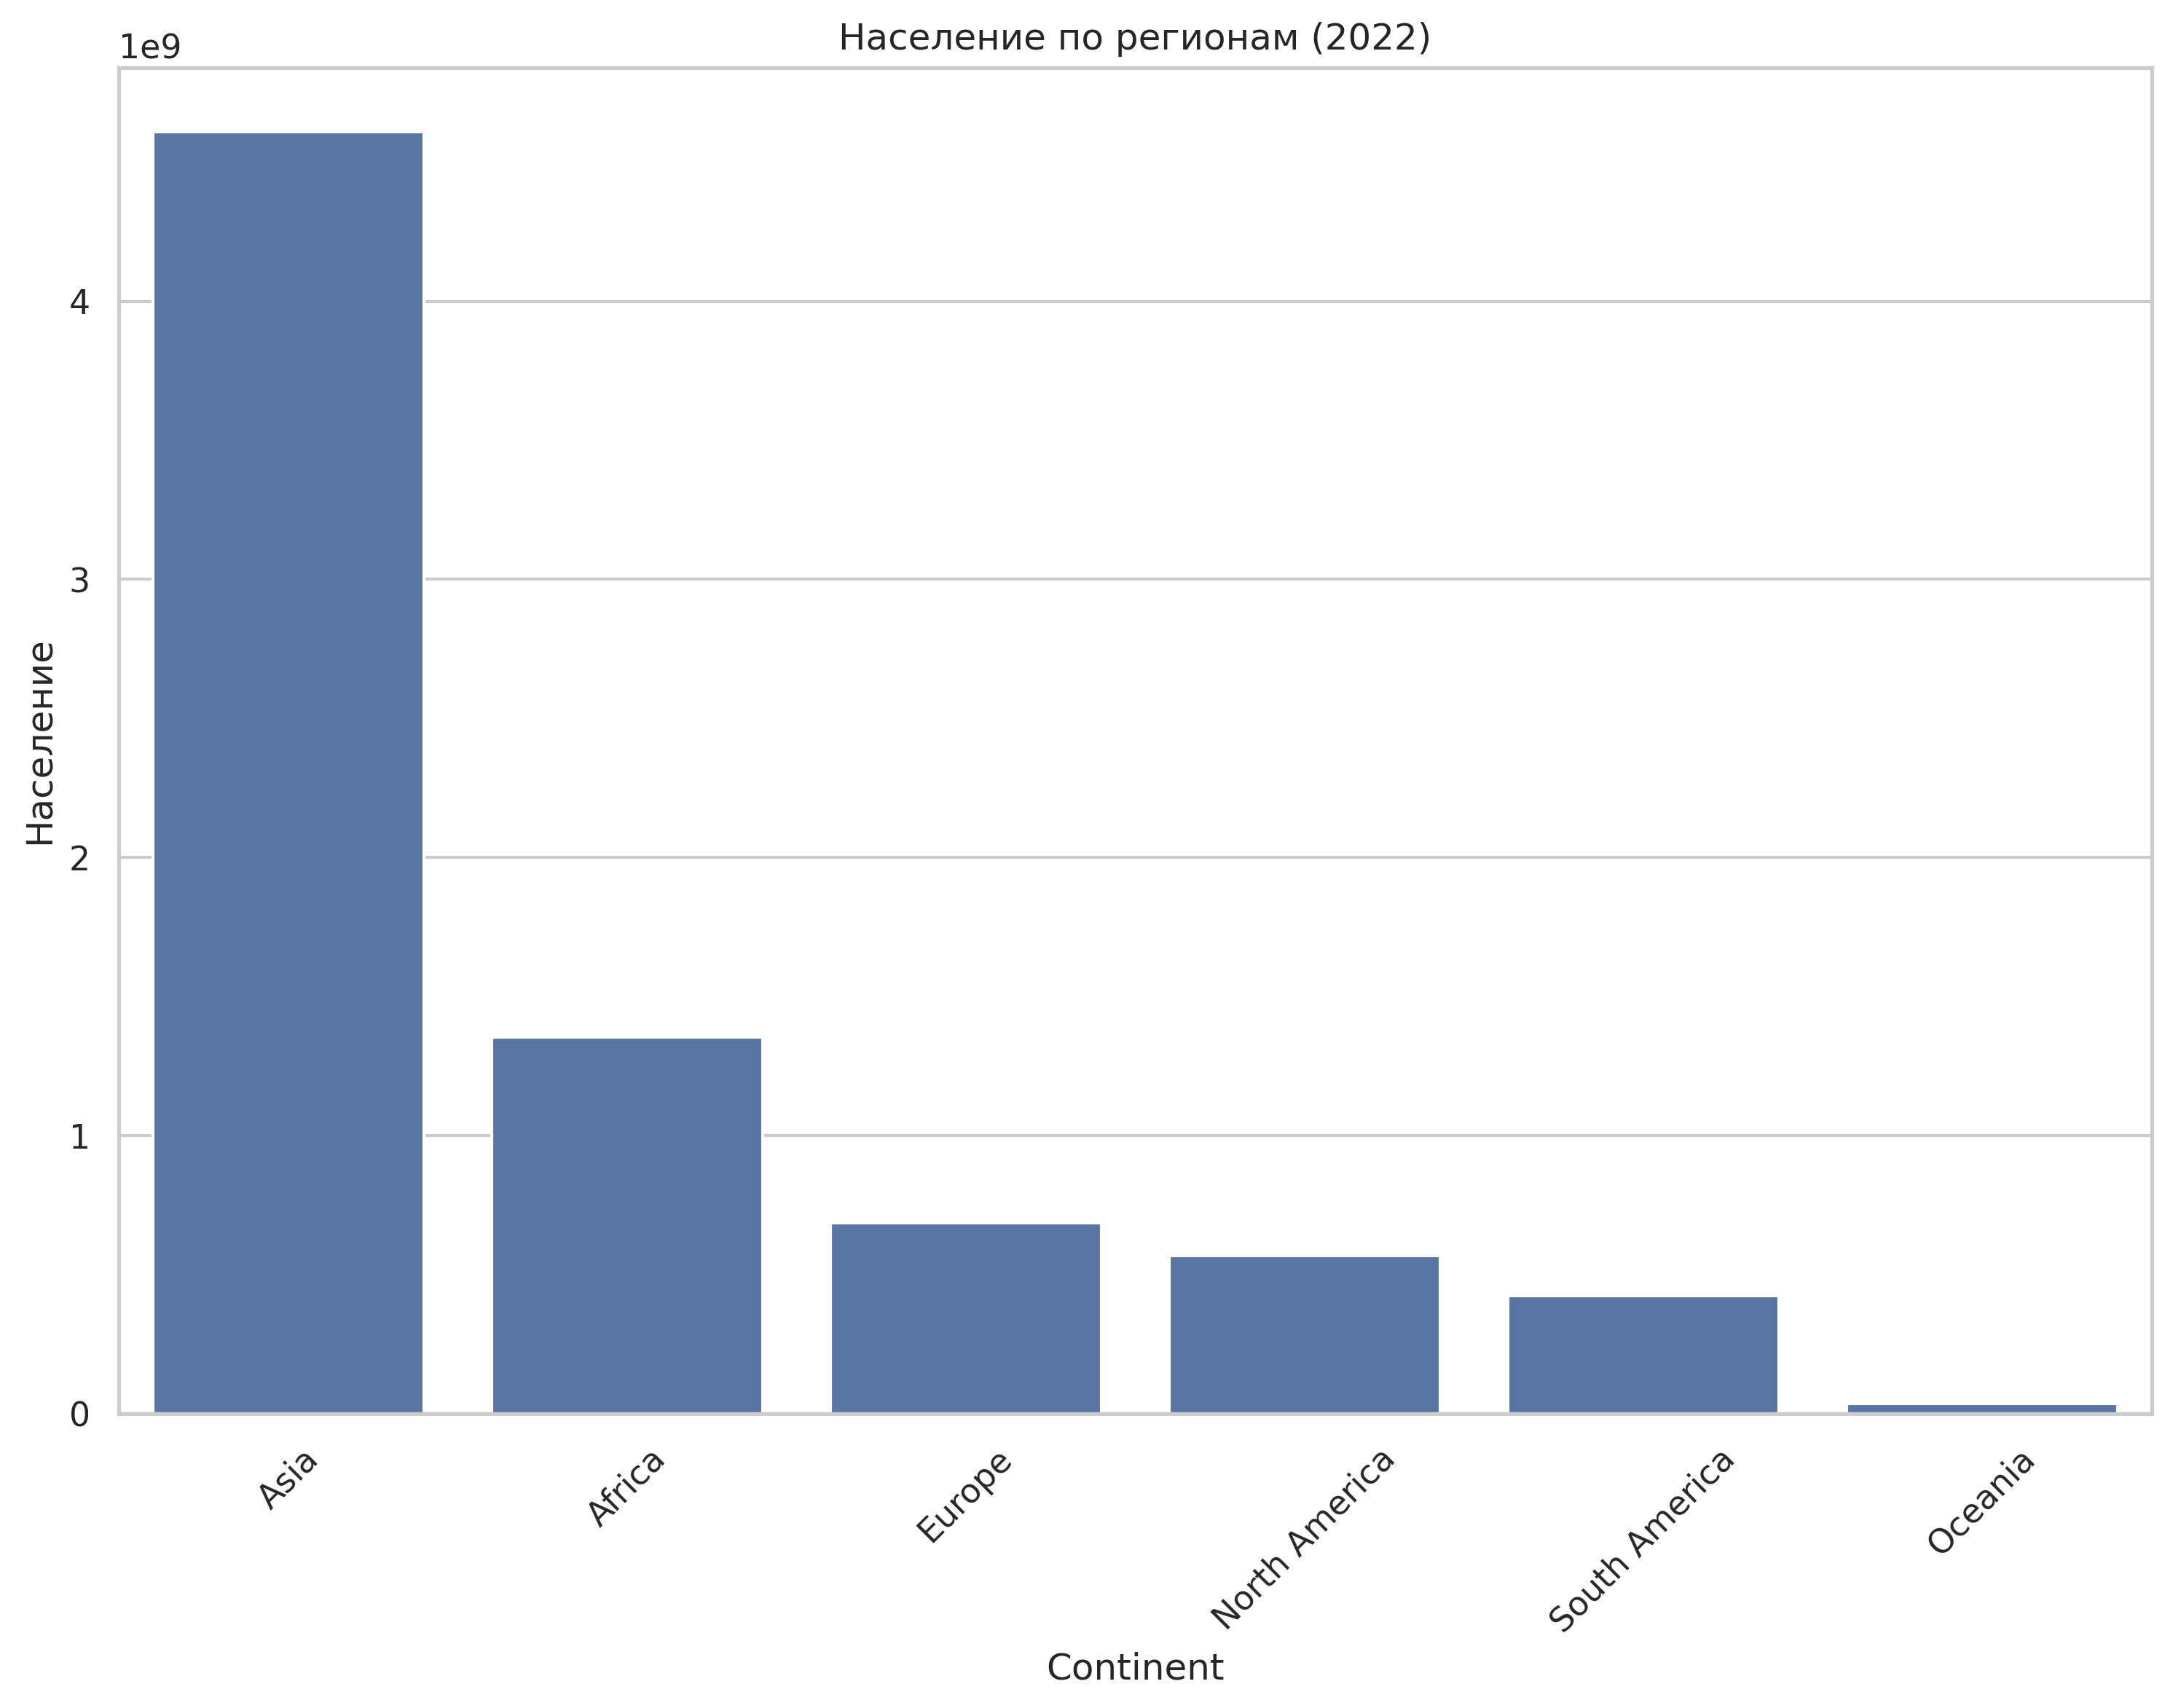 Население по регионам (2022)
1e9
Население
4
3
2
1
0
Asia
Africa
Europe
North America
South America
Oceania
Continent